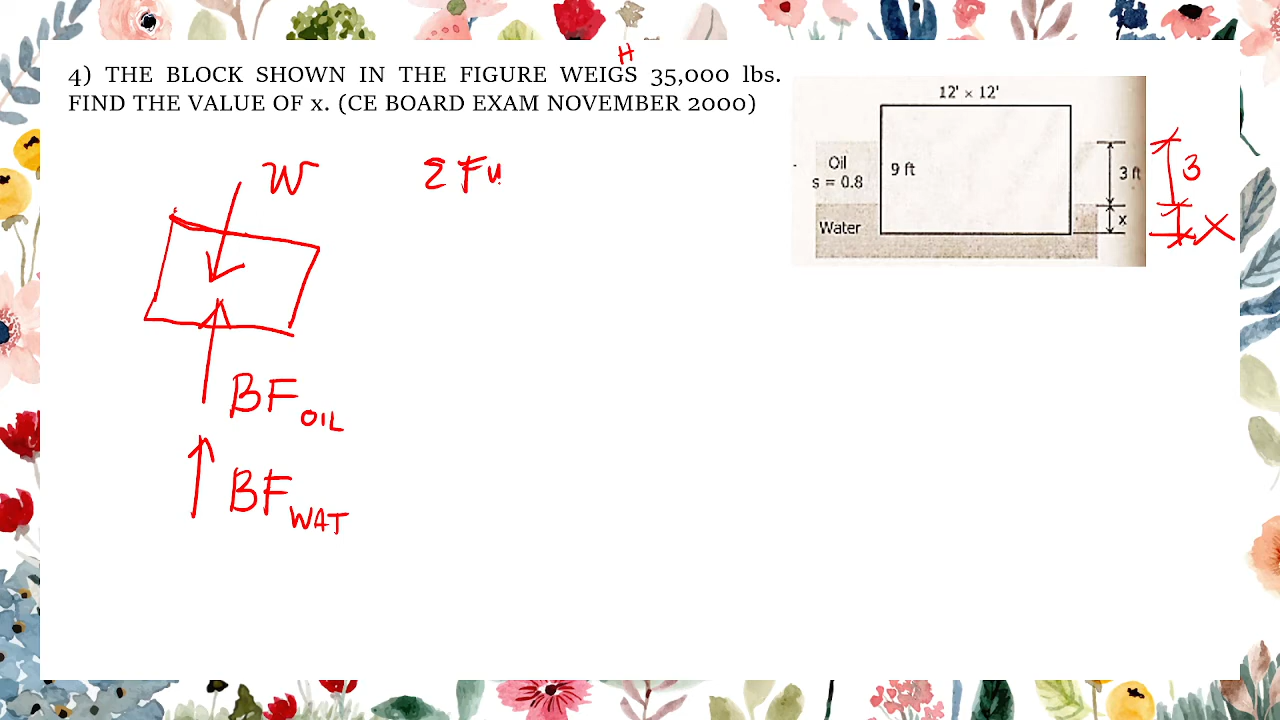 H
4) THE BLOCK SHOWN IN THE FIGURE WEIGS 35,000 lbs.
FIND THE VALUE OF x. (CE BOARD EXAM NOVEMBER 2000)
12' × 12'
Oil
s = 0.8
9 ft
3 ft
3
Water
x
X
W
Σ Fv
BF OIL
BF WAT